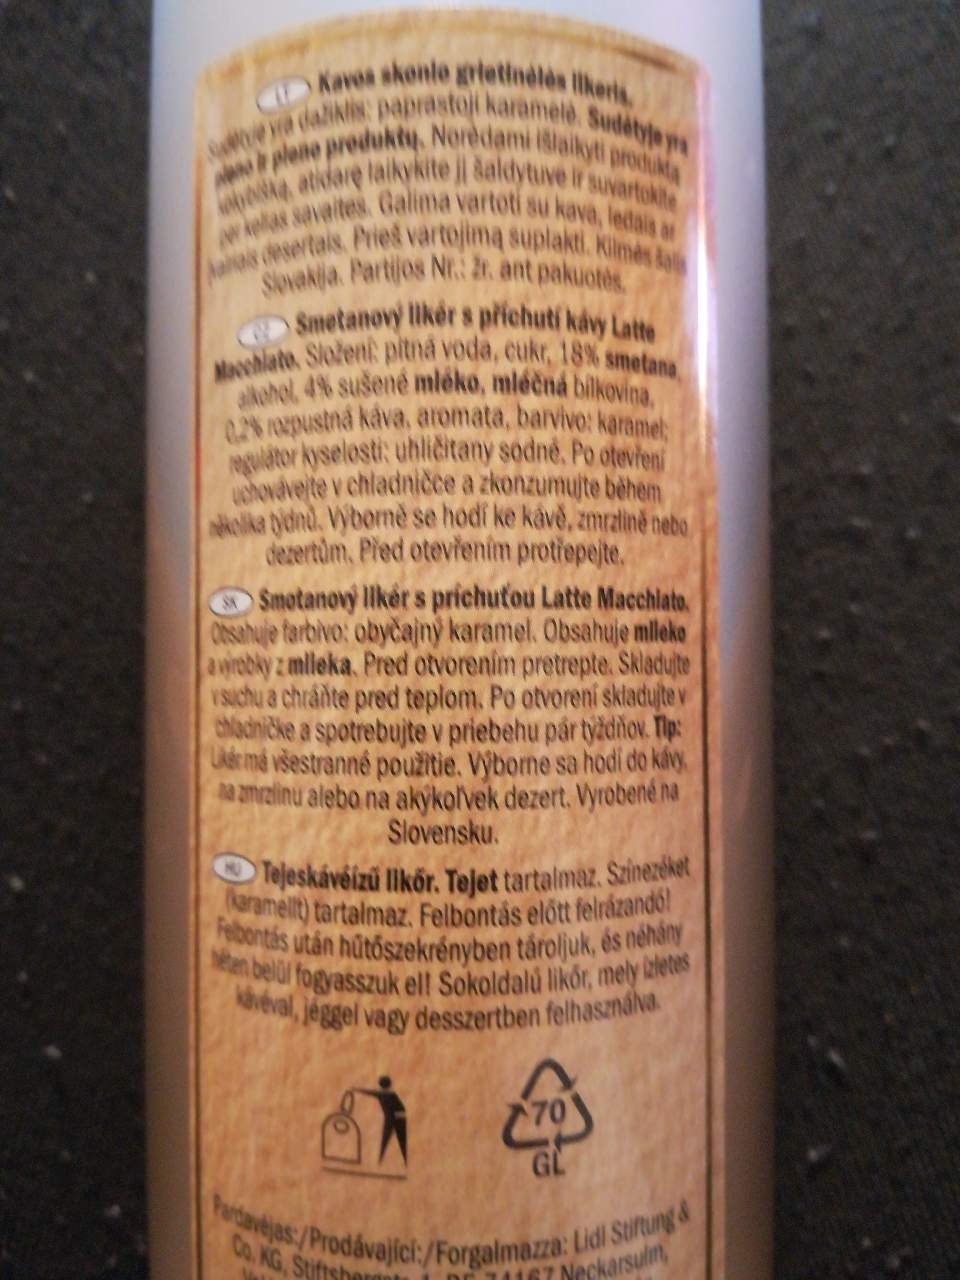 LT Kavos skonio grietinėlės likeris.
Sudėtyje yra dažiklis: paprastoji karamelė. Sudėtyje yra
pieno ir pieno produktų. Norėdami išlaikyti produkto
kokybišką, atidarę laikykite jį šaldytuve ir suvartokite
per kelias savaites. Galima vartoti su kava, ledais ar
įvairiais desertais. Prieš vartojimą suplakti. Kilmės šalis
Slovakija. Partijos Nr.: žr. ant pakuotės.
CZ Smetanový likér s příchutí kávy Latte
Macchiato. Složení: pitná voda, cukr, 18% smetana,
alkohol, 4% sušené mléko, mléčná bílkovina,
0,2% rozpustná káva, aromata, barvivo: karamel;
regulátor kyselosti: uhličitany sodné. Po otevření
uchovávejte v chladničce a zkonzumujte během
několika týdnů. Výborně se hodí ke kávě, zmrzlině nebo
dezertům. Před otevřením protřepejte.
SK Smotanový likér s príchuťou Latte Macchiato.
Obsahuje farbivo: obyčajný karamel. Obsahuje mlieko
a výrobky z mlieka. Pred otvorením pretrepte. Skladujte
v suchu a chráňte pred teplom. Po otvorení skladujte v
chladničke a spotrebujte v priebehu pár týždňov. Tip:
Likér má všestranné použitie. Výborne sa hodí do kávy,
na zmrzlinu alebo na akýkoľvek dezert. Vyrobené na
Slovensku.
HU Tejeskávéízű likőr. Tejet tartalmaz. Színezéket
(karamellt) tartalmaz. Felbontás előtt felrázandó!
Felbontás után hűtőszekrényben tároljuk, és néhány
héten belül fogyasszuk el! Sokoldalú likőr, mely ízletes
kávéval, jéggel vagy desszertben felhasználva.
70
GL
Pardavėjas:/Prodávající:/Forgalmazza: Lidl Stiftung &
Co. KG, 74167 Neckarsulm,